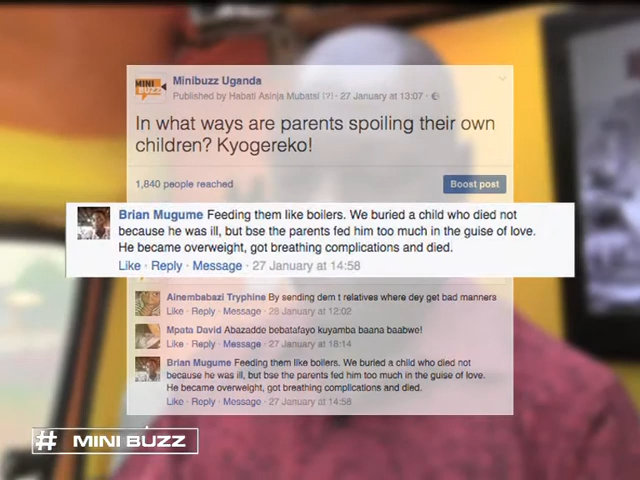 MINI
BUZZ
Minibuzz Uganda
Published by Habati Asinja Mubatsi [?] · 27 January at 13:07 ·
In what ways are parents spoiling their own
children? Kyogereko!
1,840 people reached
Boost post
Brian Mugume Feeding them like boilers. We buried a child who died not
because he was ill, but bse the parents fed him too much in the guise of love.
He became overweight, got breathing complications and died.
Like · Reply · Message · 27 January at 14:58
Ainembabazi Tryphine By sending dem t relatives where dey get bad manners
Like · Reply · Message · 28 January at 12:02
Mpata David Abazadde bebatafayo kuyamba baana baabwe!
Like · Reply · Message · 27 January at 18:14
Brian Mugume Feeding them like boilers. We buried a child who died not
because he was ill, but bse the parents fed him too much in the guise of love.
He became overweight, got breathing complications and died.
Like · Reply · Message · 27 January at 14:58
# MINI BUZZ